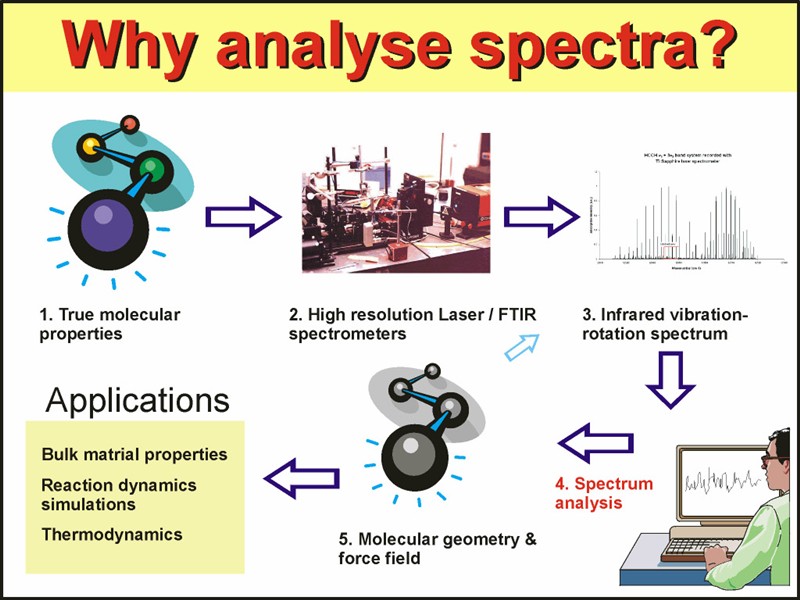 Why analyse spectra?
1. True molecular
properties
2. High resolution Laser / FTIR
spectrometers
3. Infrared vibration-
rotation spectrum
4. Spectrum
analysis
5. Molecular geometry &
force field
Applications
Bulk matrial properties
Reaction dynamics
simulations
Thermodynamics